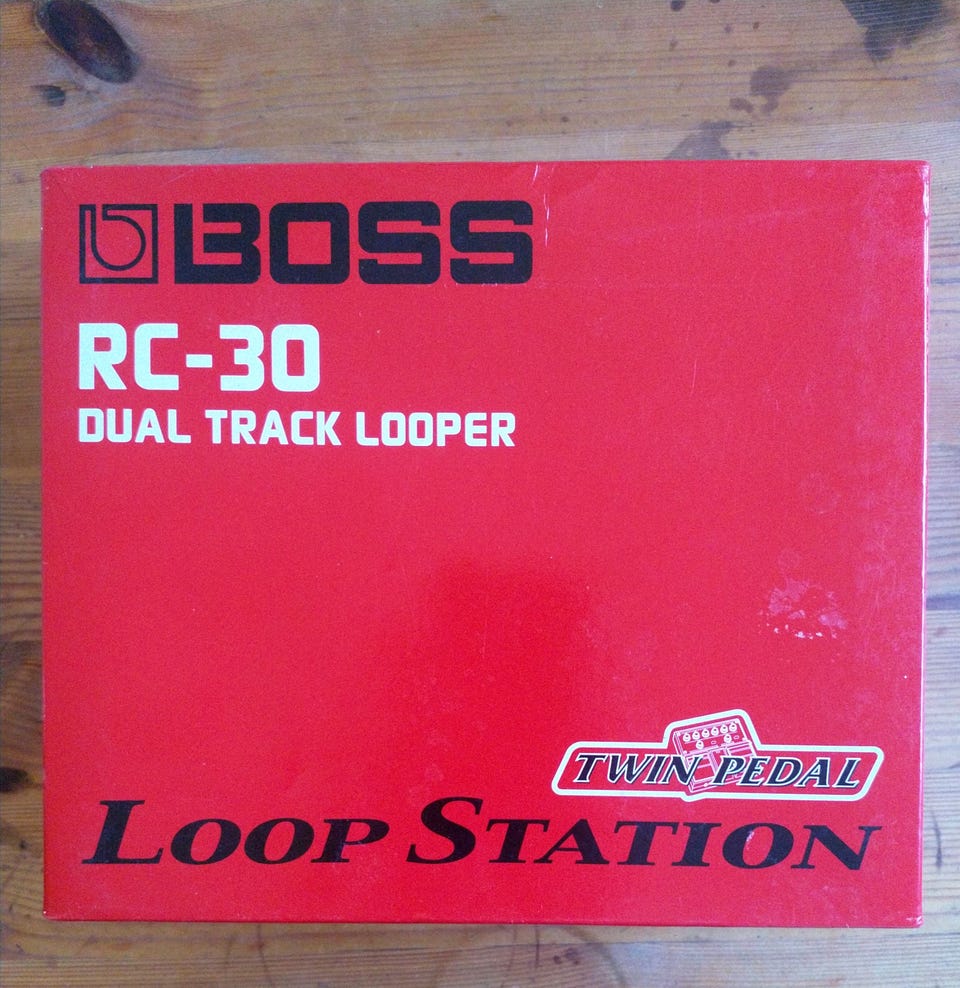 BOSS
RC-30
DUAL TRACK LOOPER
TWIN PEDAL
LOOP STATION